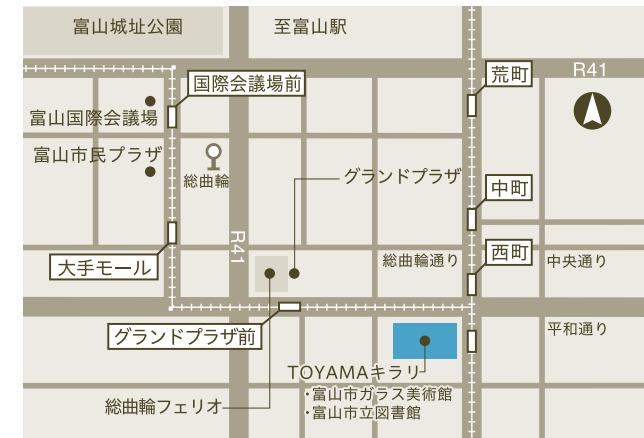 富山城址公園
至富山駅
国際会議場前
荒町
R41
富山国際会議場
富山市民プラザ
総曲輪
グランドプラザ
中町
R41
大手モール
総曲輪通り
西町
中央通り
グランドプラザ前
平和通り
TOYAMAキラリ
・富山市ガラス美術館
・富山市立図書館
総曲輪フェリオ